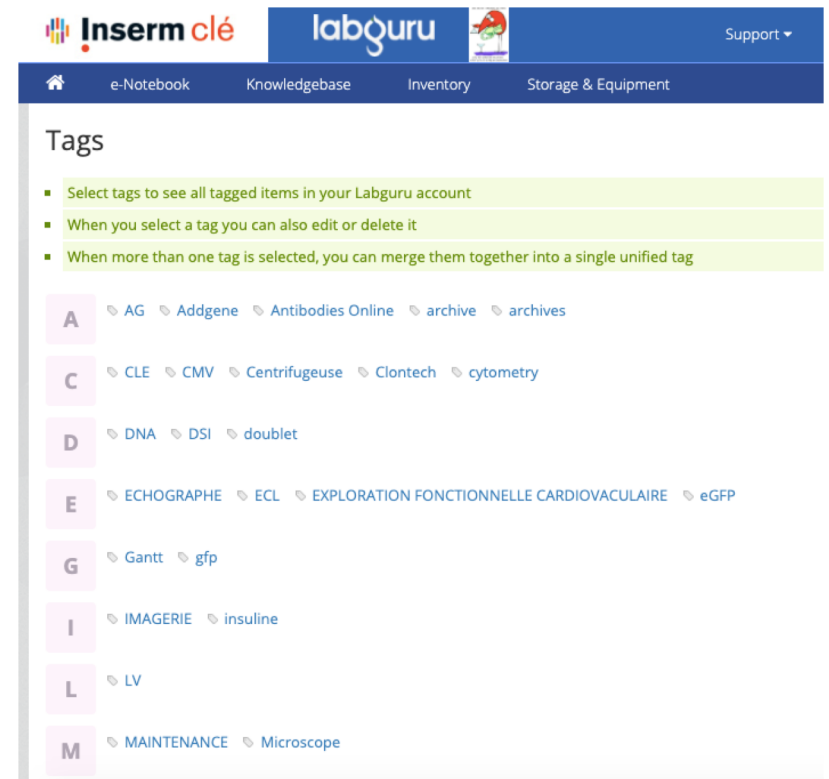 Inserm clé labguru Support
e-Notebook Knowledgebase Inventory Storage & Equipment
Tags
Select tags to see all tagged items in your Labguru account
When you select a tag you can also edit or delete it
When more than one tag is selected, you can merge them together into a single unified tag
A AG Addgene Antibodies Online archive archives
C CLE CMV Centrifugeuse Clontech cytometry
D DNA DSI doublet
E ECHOGRAPHE ECL EXPLORATION FONCTIONNELLE CARDIOVACULAIRE eGFP
G Gantt gfp
I IMAGERIE insuline
L LV
M MAINTENANCE Microscope